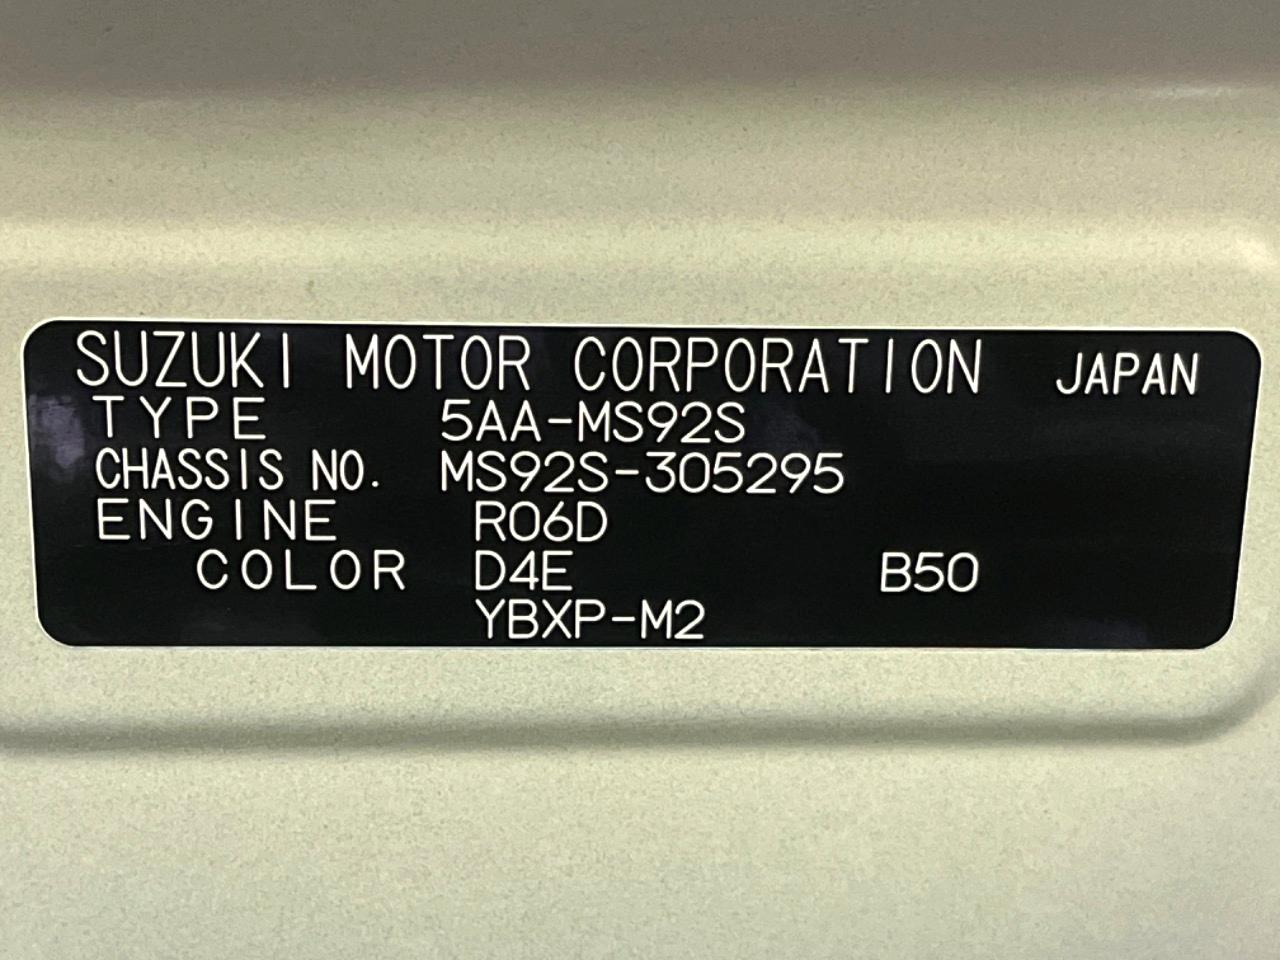 SUZUKI MOTOR CORPORATION JAPAN
TYPE 5AA-MS92S
CHASSIS NO. MS92S-305295
ENGINE R06D
COLOR D4E B50
YBXP-M2